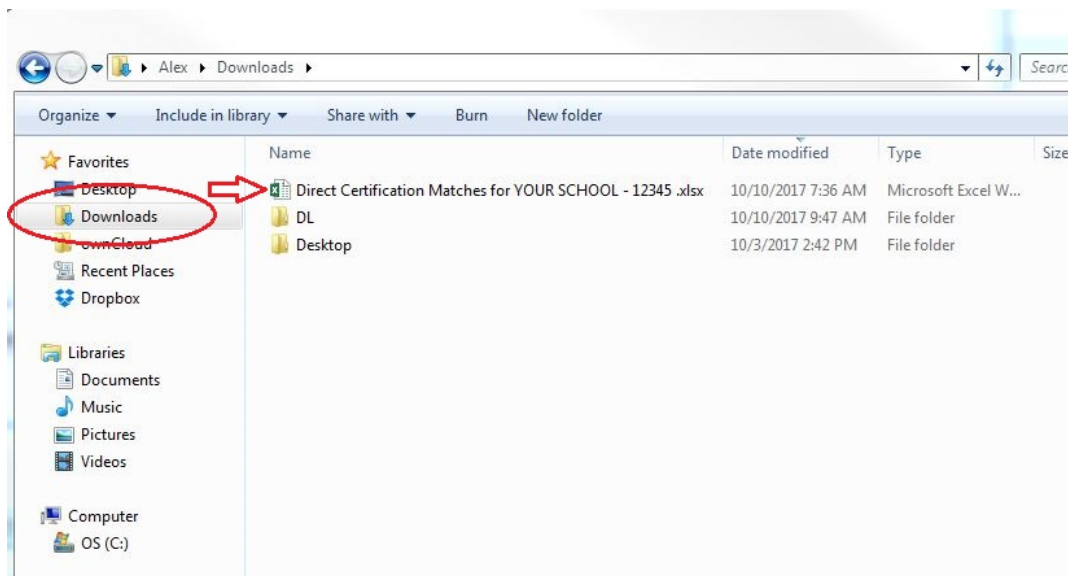 Alex Downloads
Searc
Organize Include in library Share with Burn New folder
Favorites
Desktop
Downloads
ownCloud
Recent Places
Dropbox
Libraries
Documents
Music
Pictures
Videos
Computer
OS (C:)
Name Date modified Type Size
Direct Certification Matches for YOUR SCHOOL - 12345 .xlsx 10/10/2017 7:36 AM Microsoft Excel W...
DL 10/10/2017 9:47 AM File folder
Desktop 10/3/2017 2:42 PM File folder